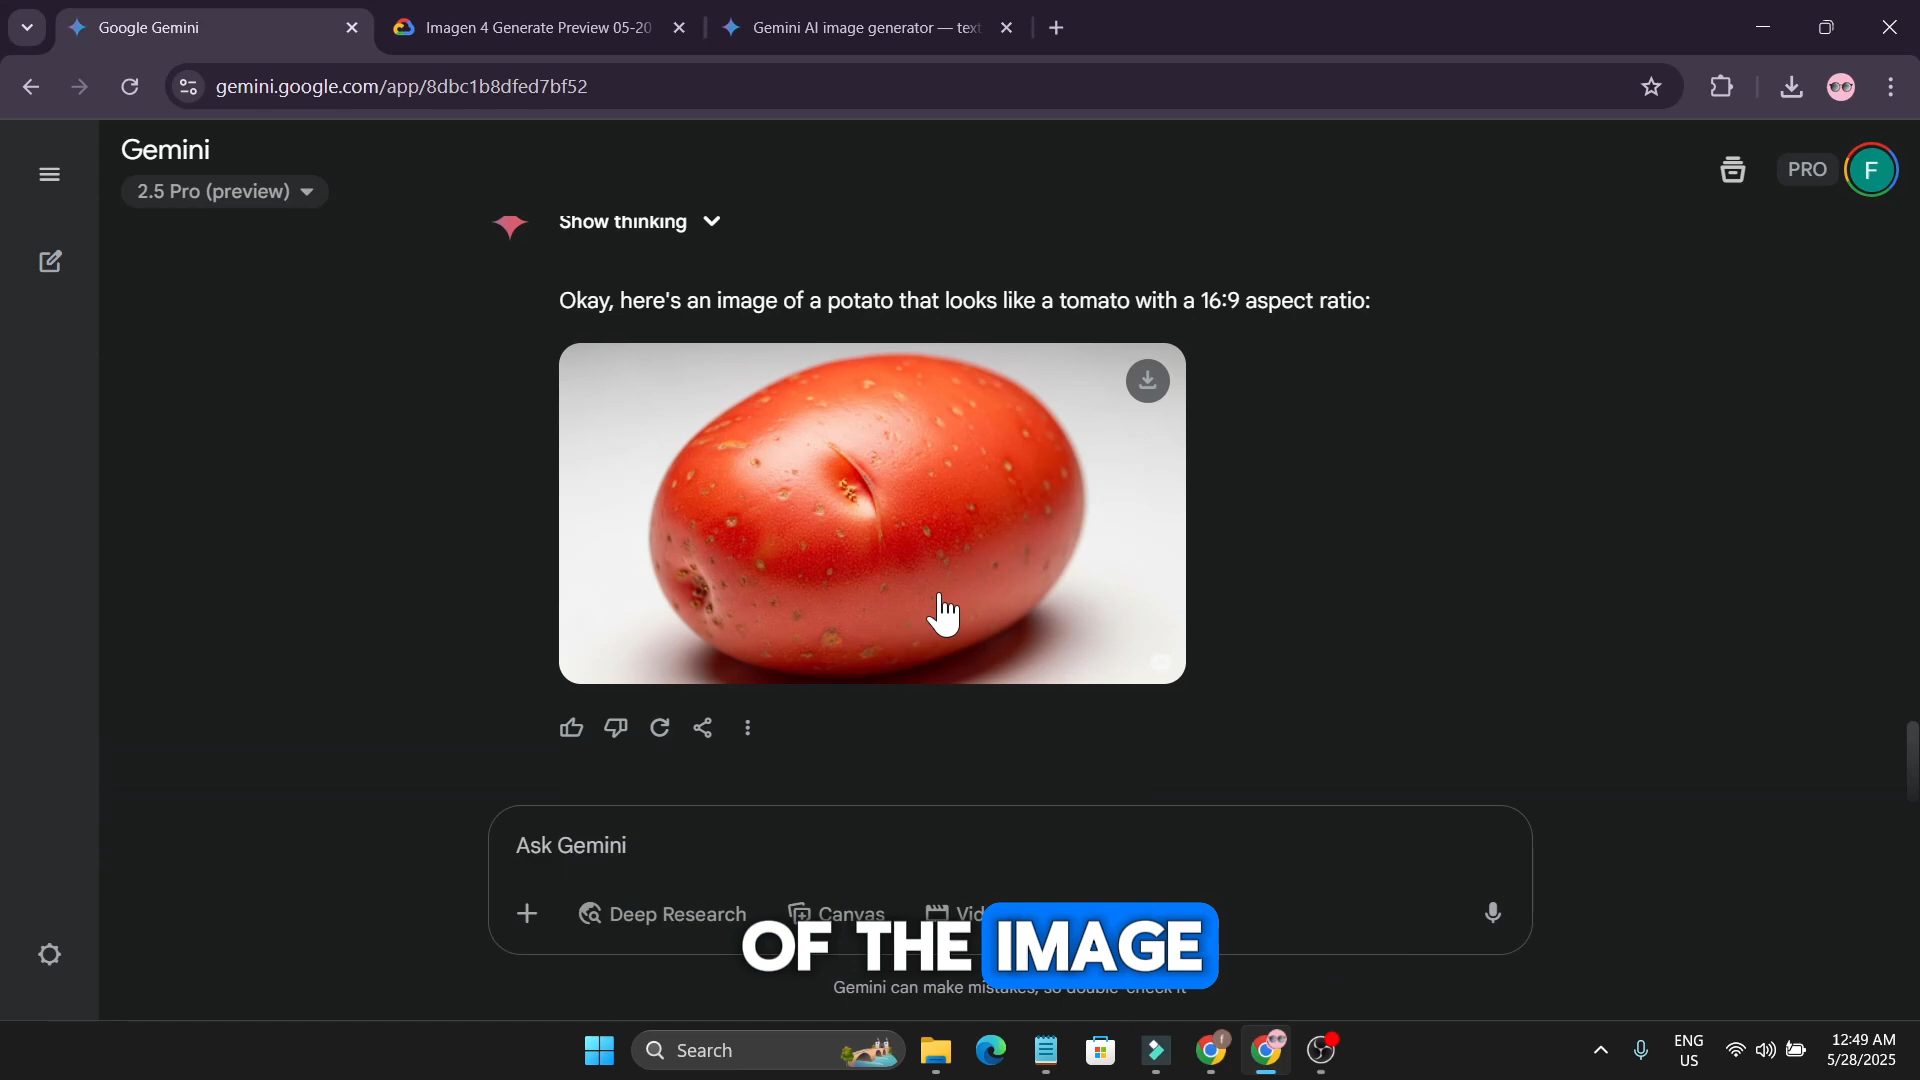 Google Gemini
Imagen 4 Generate Preview 05-20
Gemini AI image generator — text
gemini.google.com/app/8dbc1b8dfed7bf52
Gemini
2.5 Pro (preview)
PRO
F
Show thinking
Okay, here's an image of a potato that looks like a tomato with a 16:9 aspect ratio:
Ask Gemini
Deep Research
Canvas
OF THE IMAGE
Gemini can make mistakes, so double-check it
Search
ENG
US
12:49 AM
5/28/2025